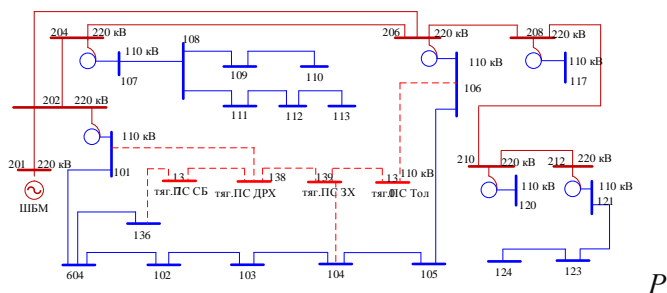 204 220 кВ
206 220 кВ
208 220 кВ
108
110 кВ
107
109
110
110 кВ
106
110 кВ
117
111
112
113
202 220 кВ
110 кВ
101
201 220 кВ
ШБМ
13
тяг.ПС СБ
138
тяг.ПС ДРХ
139
тяг.ПС ЗХ
13 110 кВ
тяг.ПС Тол
210 220 кВ
212 220 кВ
110 кВ
120
110 кВ
121
136
604
102
103
104
105
124
123
P